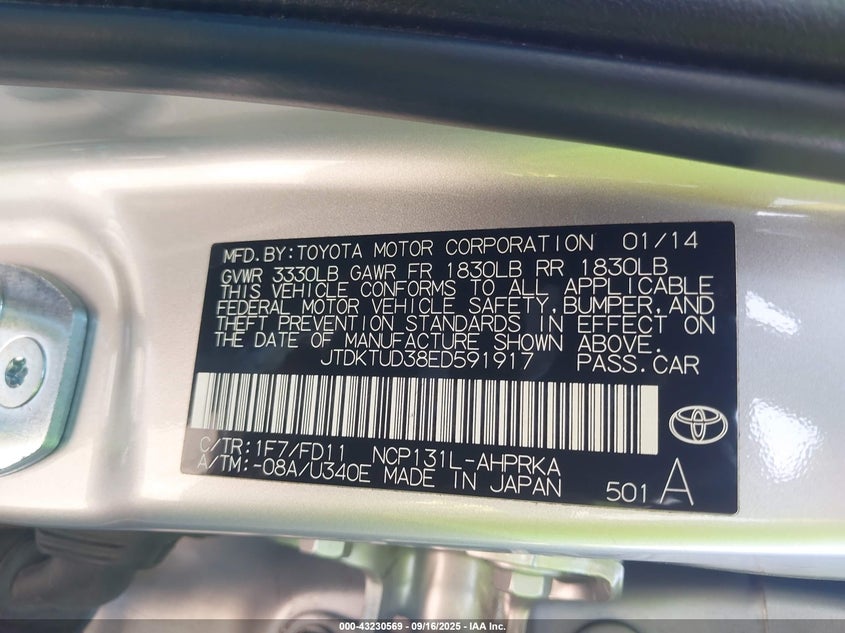 MFD.BY:TOYOTA MOTOR CORPORATION 01/14
GVWR 3330LB GAWR FR 1830LB RR 1830LB
THIS VEHICLE CONFORMS TO ALL APPLICABLE
FEDERAL MOTOR VEHICLE SAFETY,BUMPER,AND
THEFT PREVENTION STANDARDS IN EFFECT ON
THE DATE OF MANUFACTURE SHOWN ABOVE.
JTDKTUD38ED591917 PASS.CAR
C/TR:1F7/FD11 NCP131L-AHPRKA
A/TM:-08A/U340E MADE IN JAPAN 501 A
000-43230569 - 09/16/2025 - IAA Inc.